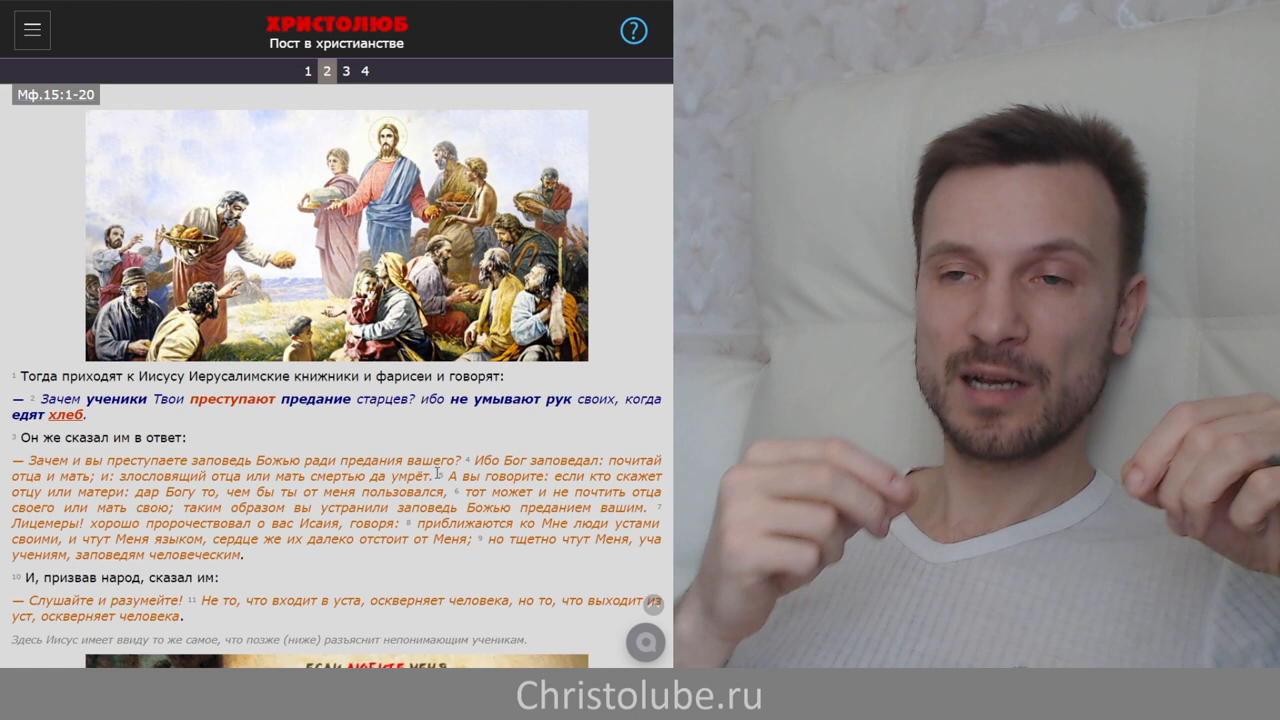 ХРИСТОЛЮБ
Пост в христианстве
?
1 2 3 4
Мф.15:1-20
1 Тогда приходят к Иисусу Иерусалимские книжники и фарисеи и говорят:
— 2 Зачем ученики Твои преступают предание старцев? ибо не умывают рук своих, когда
едят хлеб.
3 Он же сказал им в ответ:
— Зачем и вы преступаете заповедь Божью ради предания вашего? 4 Ибо Бог заповедал: почитай
отца и мать; и: злословящий отца или мать смертью да умрёт. 5 А вы говорите: если кто скажет
отцу или матери: дар Богу то, чем бы ты от меня пользовался, 6 тот может и не почтить отца
своего или мать свою; таким образом вы устранили заповедь Божью преданием вашим. 7
Лицемеры! хорошо пророчествовал о вас Исаия, говоря: 8 приближаются ко Мне люди устами
своими, и чтут Меня языком, сердце же их далеко отстоит от Меня; 9 но тщетно чтут Меня, уча
учениям, заповедям человеческим.
10 И, призвав народ, сказал им:
— Слушайте и разумейте! 11 Не то, что входит в уста, оскверняет человека, но то, что выходит из
уст, оскверняет человека.
Здесь Иисус имеет ввиду то же самое, что позже (ниже) разъяснит непонимающим ученикам.
ЕСЛИ ЛЮБИТЕ МЕНЯ
Christolube.ru